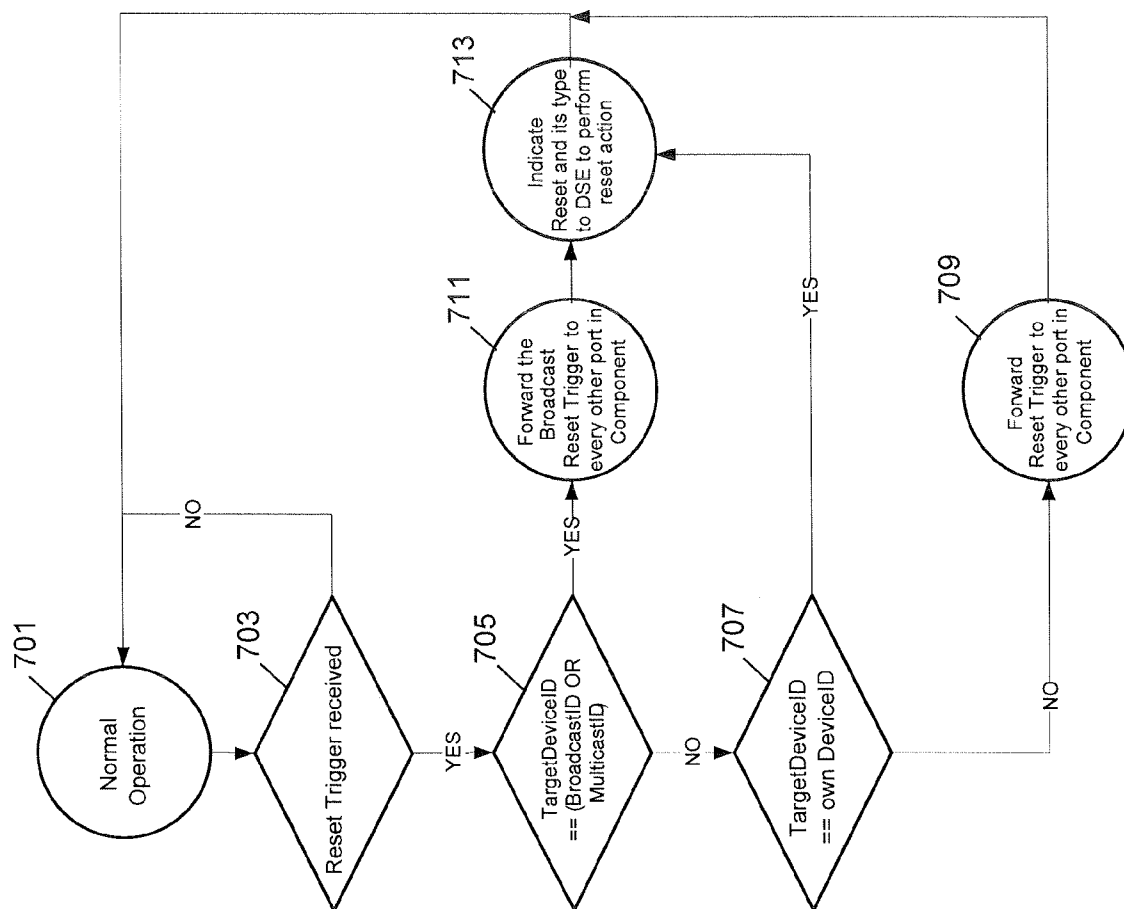 701
Normal
Operation
703
Reset Trigger received
NO
YES
705
TargetDeviceID
== (BroadcastID OR
MulticastID)
YES
NO
711
Forward the
Broadcast
Reset Trigger to
every other port in
Component
713
Indicate
Reset and its type
to DSE to perform
reset action
707
TargetDeviceID
== own DeviceID
YES
NO
709
Forward
Reset Trigger to
every other port in
Component